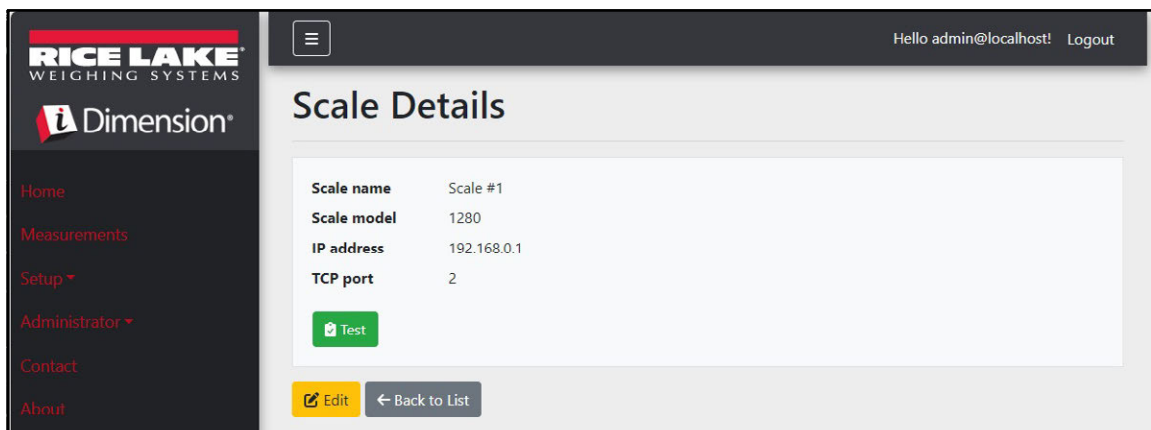 RICE LAKE®
WEIGHING SYSTEMS
i Dimension®
Home
Measurements
Setup
Administrator
Contact
About
Hello admin@localhost! Logout
Scale Details
Scale name Scale #1
Scale model 1280
IP address 192.168.0.1
TCP port 2
Test
Edit
← Back to List